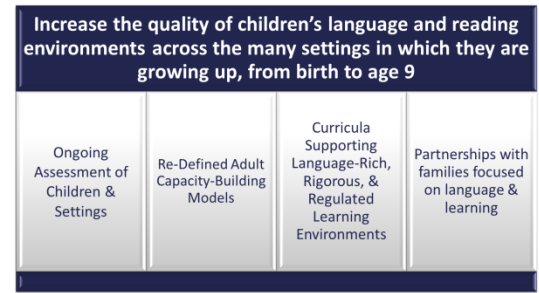 Increase the quality of children's language and reading
environments across the many settings in which they are
growing up, from birth to age 9
Ongoing
Assessment of
Children &
Settings
Re-Defined Adult
Capacity-Building
Models
Curricula
Supporting
Language-Rich,
Rigorous, &
Regulated
Learning
Environments
Partnerships with
families focused
on language &
learning